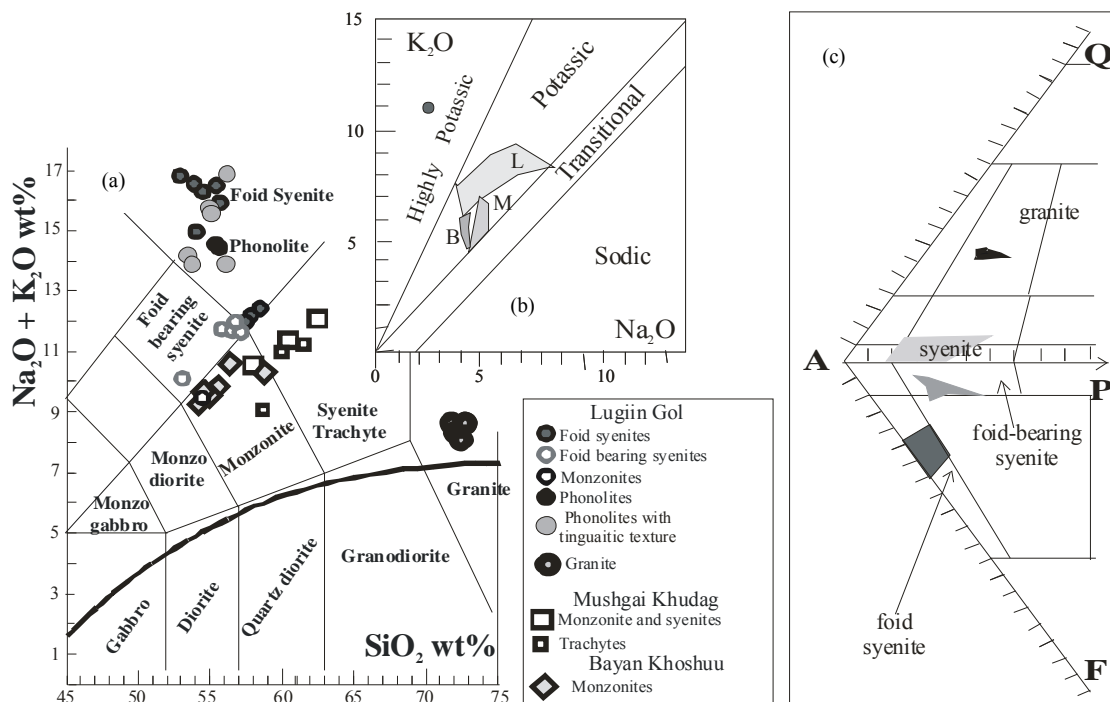 (a)
Na₂O + K₂O wt%
17
15
13
11
9
7
5
3
1
45
50
55
60
65
70
75
SiO₂ wt%
Foid Syenite
Phonolite
Foid
bearing
syenite
Monzo
diorite
Monzonite
Syenite
Trachyte
Monzo
gabbro
Granite
Gabbro
Diorite
Quartz diorite
Granodiorite
15
10
5
0
5
10
K₂O
Highly Potassic
Potassic
Transitional
L
M
B
Sodic
(b)
Na₂O
Lugiin Gol
Foid syenites
Foid bearing syenites
Monzonites
Phonolites
Phonolites with
tinguaitic texture
Granite
Mushgai Khudag
Monzonite and syenites
Trachytes
Bayan Khoshuu
Monzonites
(c)
Q
granite
syenite
A
P
foid-bearing
syenite
foid
syenite
F